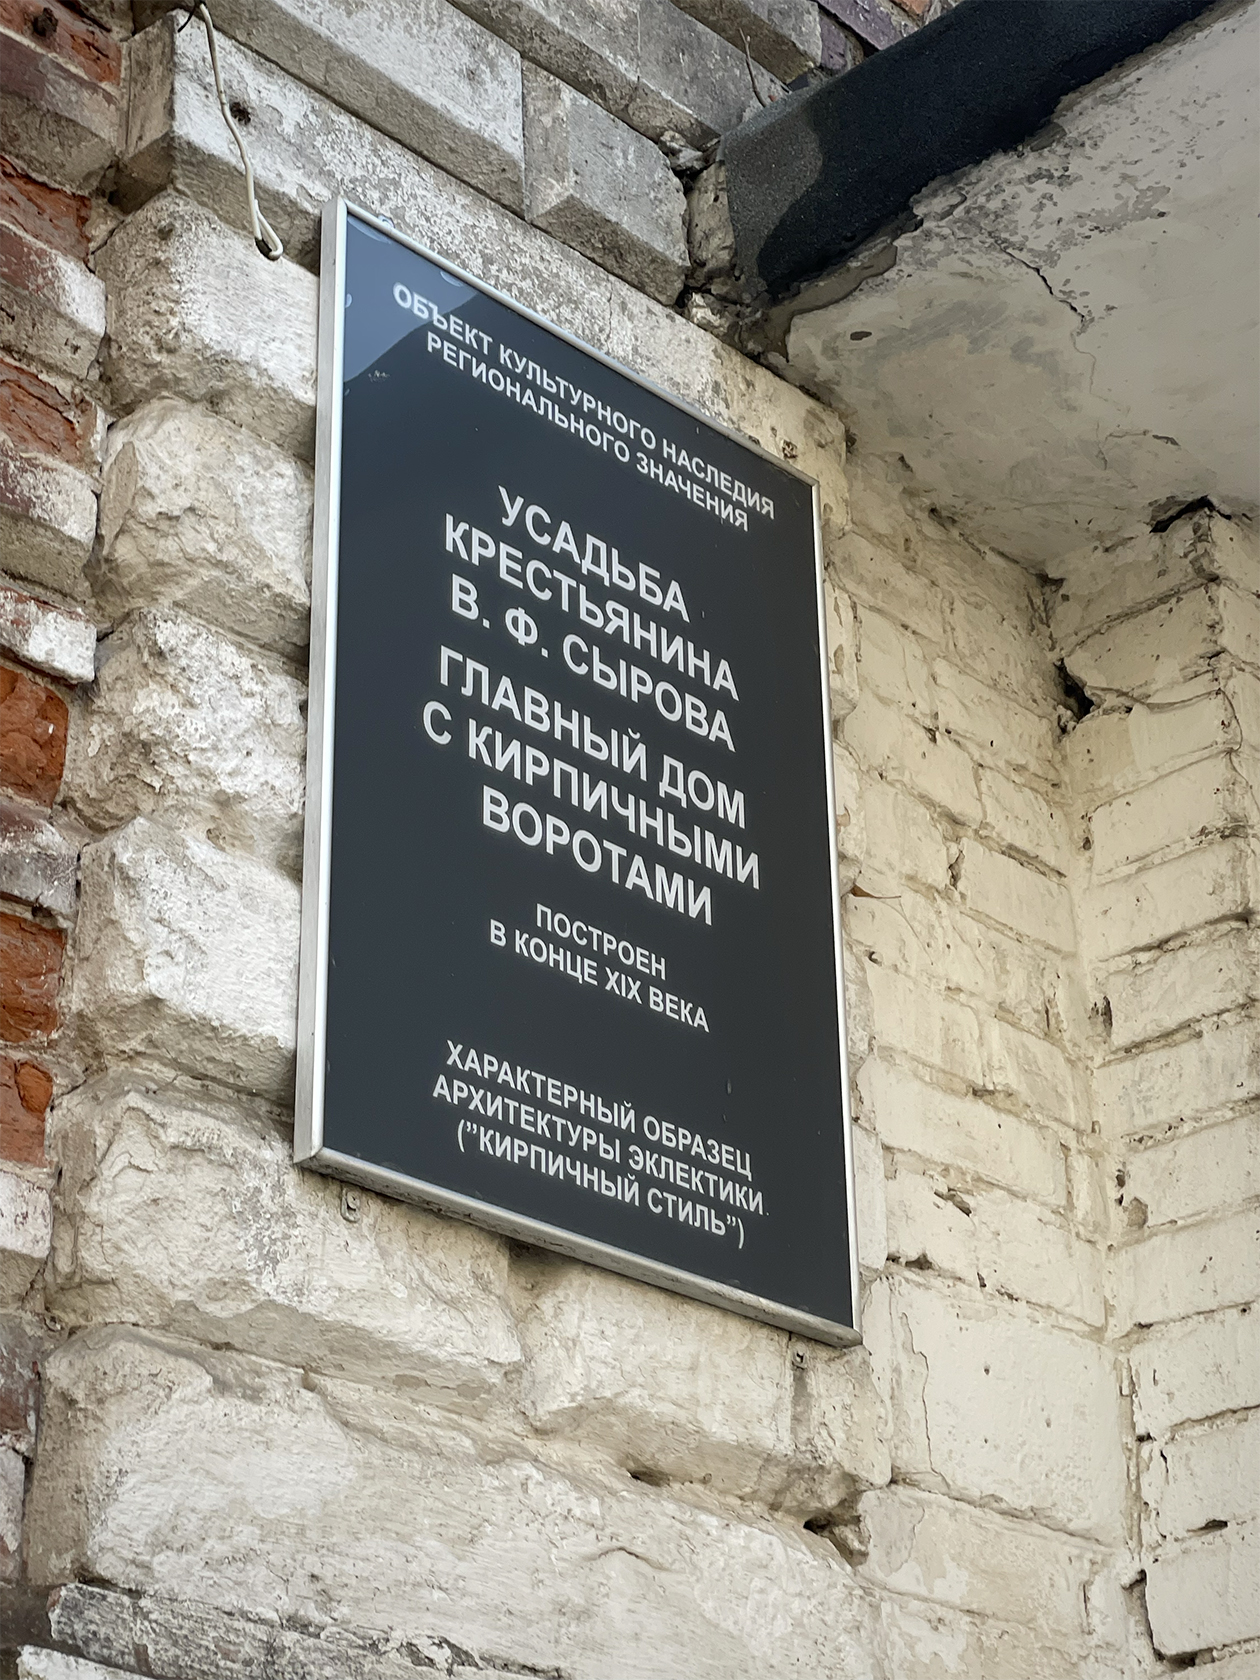 ОБЪЕКТ КУЛЬТУРНОГО НАСЛЕДИЯ
РЕГИОНАЛЬНОГО ЗНАЧЕНИЯ
УСАДЬБА
КРЕСТЬЯНИНА
В. Ф. СЫРОВА
ГЛАВНЫЙ ДОМ
С КИРПИЧНЫМИ
ВОРОТАМИ
ПОСТРОЕН
В КОНЦЕ XIX ВЕКА
ХАРАКТЕРНЫЙ ОБРАЗЕЦ
АРХИТЕКТУРЫ ЭКЛЕКТИКИ
("КИРПИЧНЫЙ СТИЛЬ")